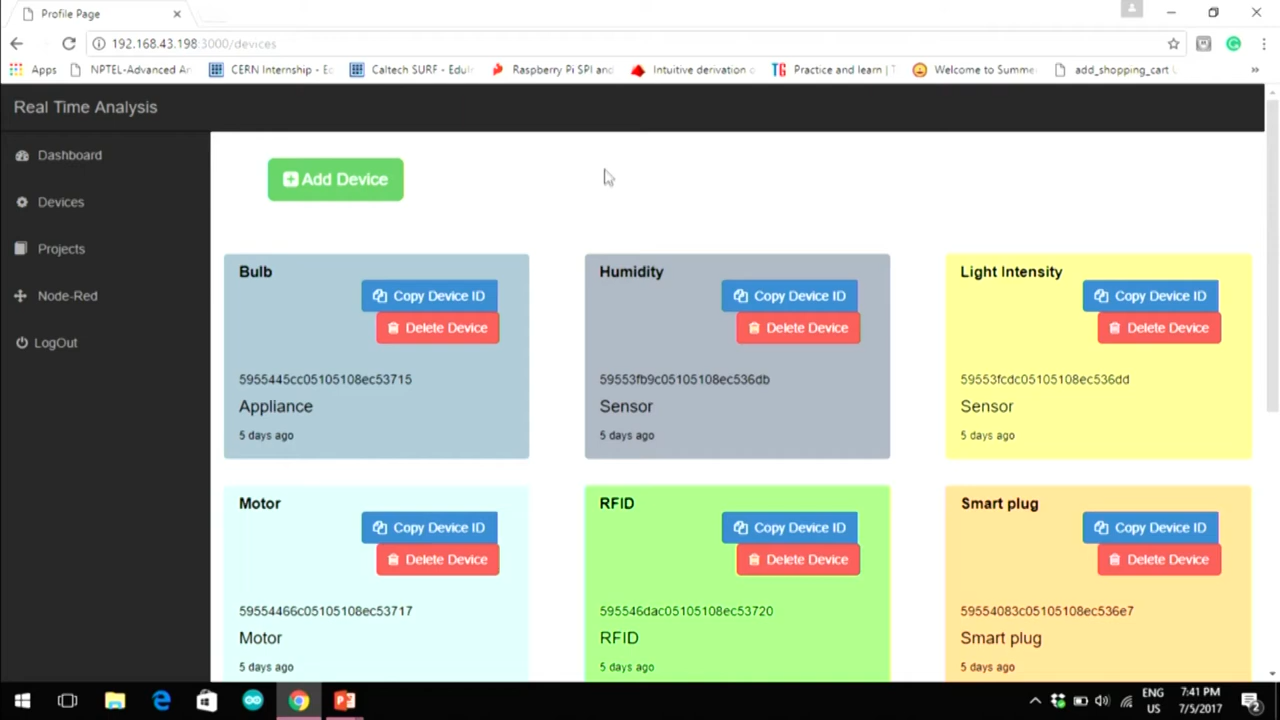 Profile Page
192.168.43.198:3000/devices
Apps
NPTEL-Advanced An
CERN Internship - Ec
Caltech SURF - Edulr
Raspberry Pi SPI and
Intuitive derivation o
TG
Practice and learn | T
Welcome to Summe
add_shopping_cart
Real Time Analysis
Dashboard
Devices
Projects
Node-Red
LogOut
Add Device
Bulb
Copy Device ID
Delete Device
5955445cc05105108ec53715
Appliance
5 days ago
Humidity
Copy Device ID
Delete Device
59553fb9c05105108ec536db
Sensor
5 days ago
Light Intensity
Copy Device ID
Delete Device
59553fcdc05105108ec536dd
Sensor
5 days ago
Motor
Copy Device ID
Delete Device
59554466c05105108ec53717
Motor
5 days ago
RFID
Copy Device ID
Delete Device
595546dac05105108ec53720
RFID
5 days ago
Smart plug
Copy Device ID
Delete Device
59554083c05105108ec536e7
Smart plug
5 days ago
ENG
US
7:41 PM
7/5/2017
2